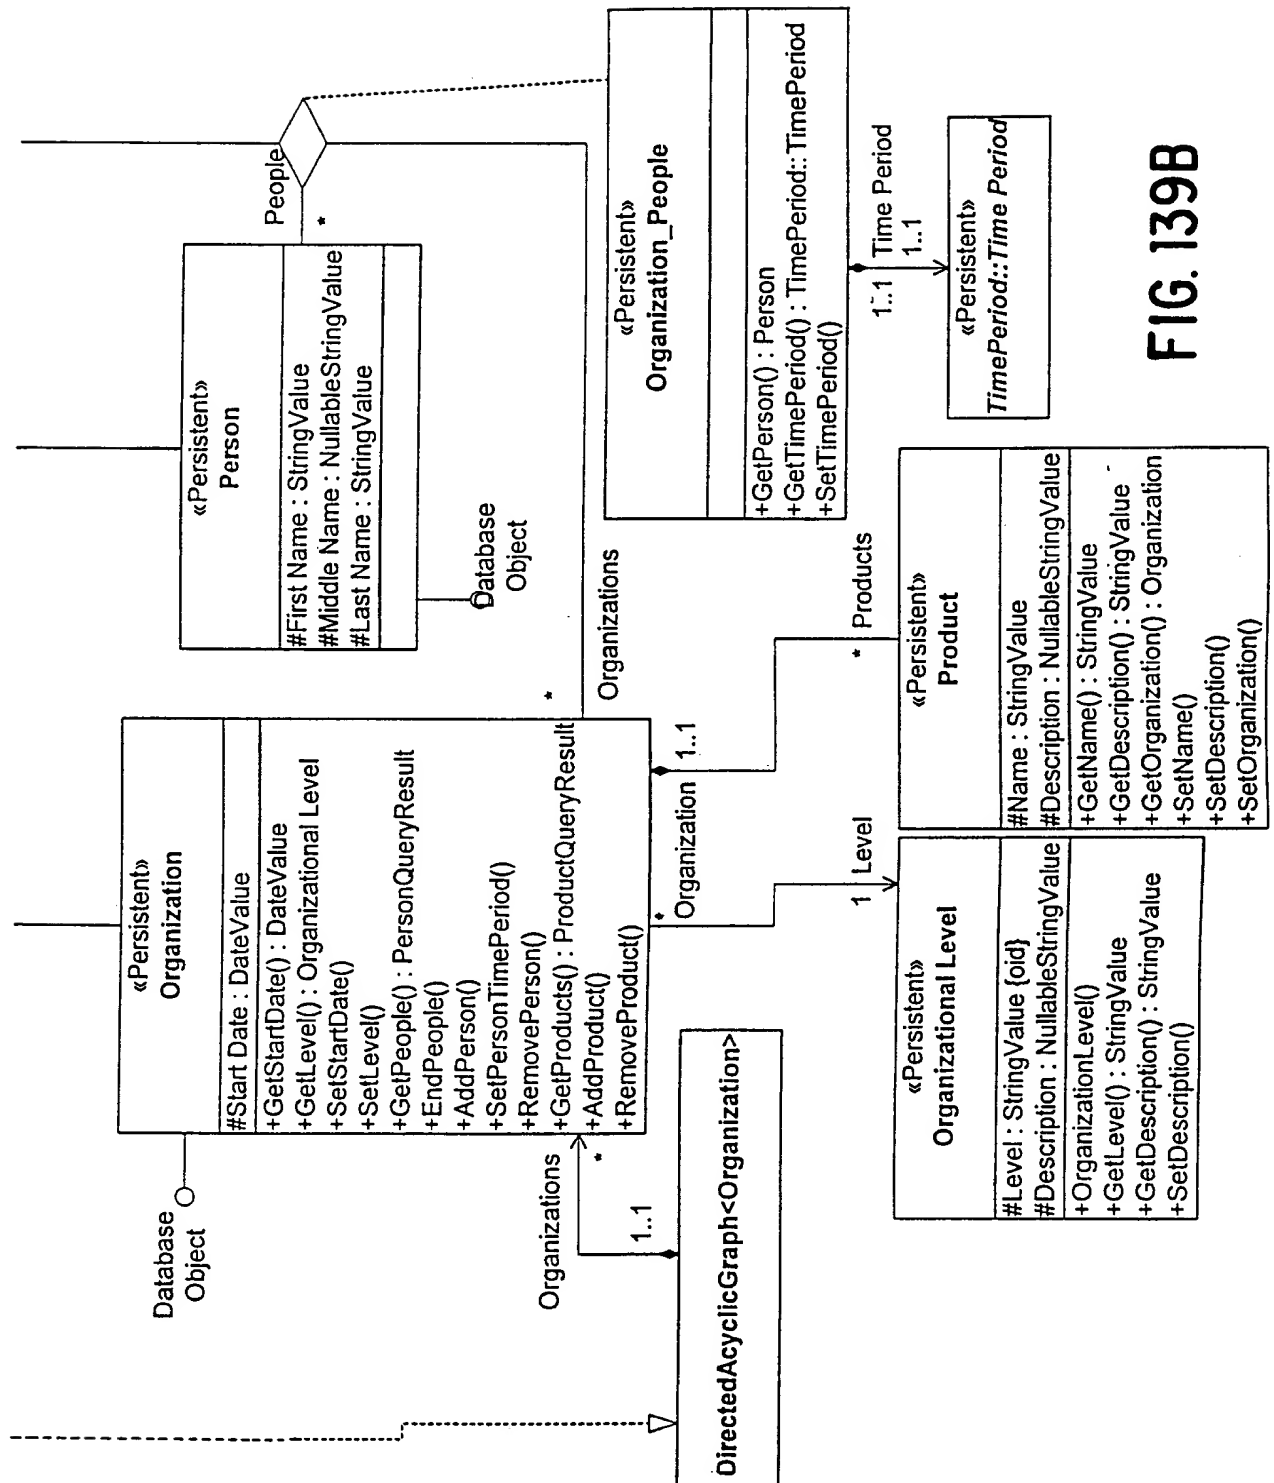 Database
Object
«Persistent»
Organization
#Start Date : DateValue
+GetStartDate() : DateValue
+GetLevel() : Organizational Level
+SetStartDate()
+SetLevel()
+GetPeople() : PersonQueryResult
+EndPeople()
+AddPerson()
+SetPersonTimePeriod()
+RemovePerson()
+GetProducts() : ProductQueryResult
+AddProduct()
+RemoveProduct()
«Persistent»
Person
#First Name : StringValue
#Middle Name : NullableStringValue
#Last Name : StringValue
Database
Object
People
*
*
Organizations
Organizations
*
1..1
DirectedAcyclicGraph<Organization>
*
Organization
1..1
1
Level
*
Products
«Persistent»
Organizational Level
#Level : StringValue {oid}
#Description : NullableStringValue
+OrganizationLevel()
+GetLevel() : StringValue
+GetDescription() : StringValue
+SetDescription()
«Persistent»
Product
#Name : StringValue
#Description : NullableStringValue
+GetName() : StringValue
+GetDescription() : StringValue
+GetOrganization() : Organization
+SetName()
+SetDescription()
+SetOrganization()
«Persistent»
Organization_People
+GetPerson() : Person
+GetTimePeriod() : TimePeriod::TimePeriod
+SetTimePeriod()
1..1
Time Period
1..1
«Persistent»
TimePeriod::Time Period
FIG. 139B